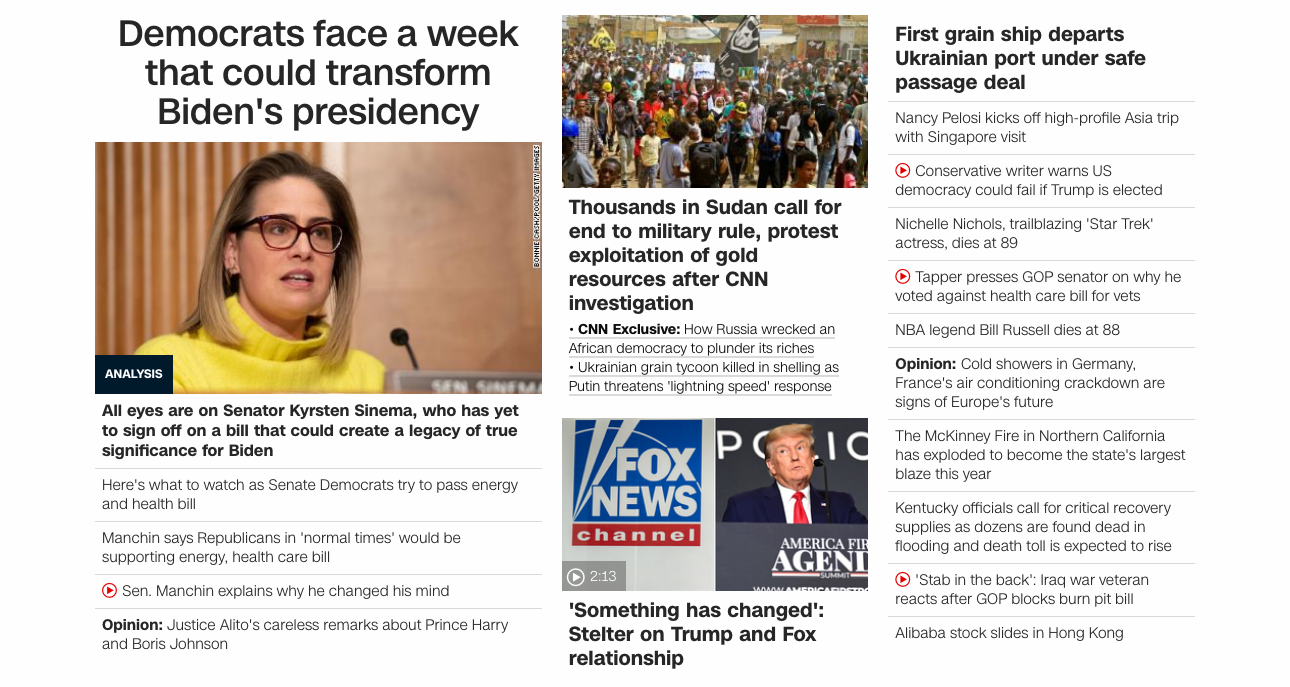 Democrats face a week
that could transform
Biden's presidency
BONNIE CASH/POOL/GETTY IMAGES
SEN. SINEMA
ANALYSIS
All eyes are on Senator Kyrsten Sinema, who has yet
to sign off on a bill that could create a legacy of true
significance for Biden
Here's what to watch as Senate Democrats try to pass energy
and health bill
Manchin says Republicans in 'normal times' would be
supporting energy, health care bill
Sen. Manchin explains why he changed his mind
Opinion: Justice Alito's careless remarks about Prince Harry
and Boris Johnson
Thousands in Sudan call for
end to military rule, protest
exploitation of gold
resources after CNN
investigation
• CNN Exclusive: How Russia wrecked an
African democracy to plunder its riches
• Ukrainian grain tycoon killed in shelling as
Putin threatens 'lightning speed' response
FOX
NEWS
channel
POLIC
AMERICA FIR
AGEND
SUMMIT
2:13
'Something has changed':
Stelter on Trump and Fox
relationship
First grain ship departs
Ukrainian port under safe
passage deal
Nancy Pelosi kicks off high-profile Asia trip
with Singapore visit
Conservative writer warns US
democracy could fail if Trump is elected
Nichelle Nichols, trailblazing 'Star Trek'
actress, dies at 89
Tapper presses GOP senator on why he
voted against health care bill for vets
NBA legend Bill Russell dies at 88
Opinion: Cold showers in Germany,
France's air conditioning crackdown are
signs of Europe's future
The McKinney Fire in Northern California
has exploded to become the state's largest
blaze this year
Kentucky officials call for critical recovery
supplies as dozens are found dead in
flooding and death toll is expected to rise
'Stab in the back': Iraq war veteran
reacts after GOP blocks burn pit bill
Alibaba stock slides in Hong Kong